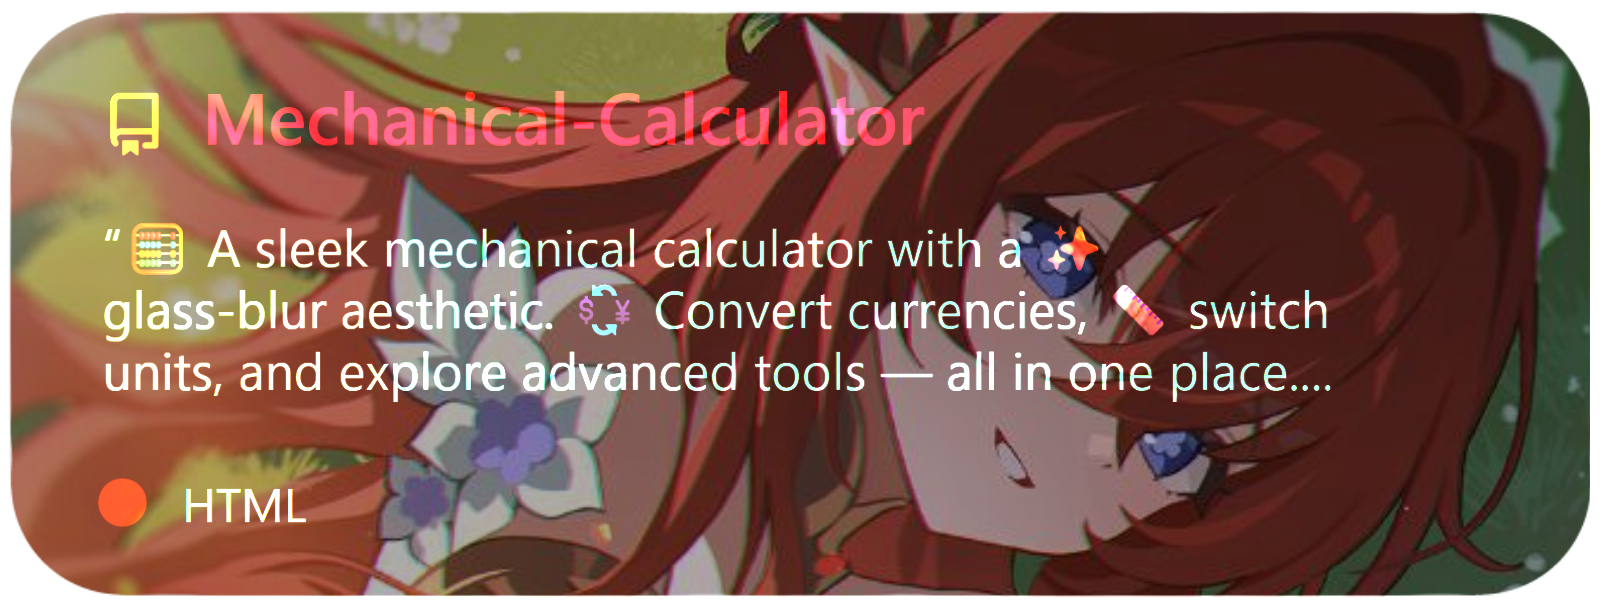 Mechanical-Calculator
“🧮 A sleek mechanical calculator with a ✨
glass-blur aesthetic. 💱 Convert currencies, 📏 switch
units, and explore advanced tools — all in one place....
HTML